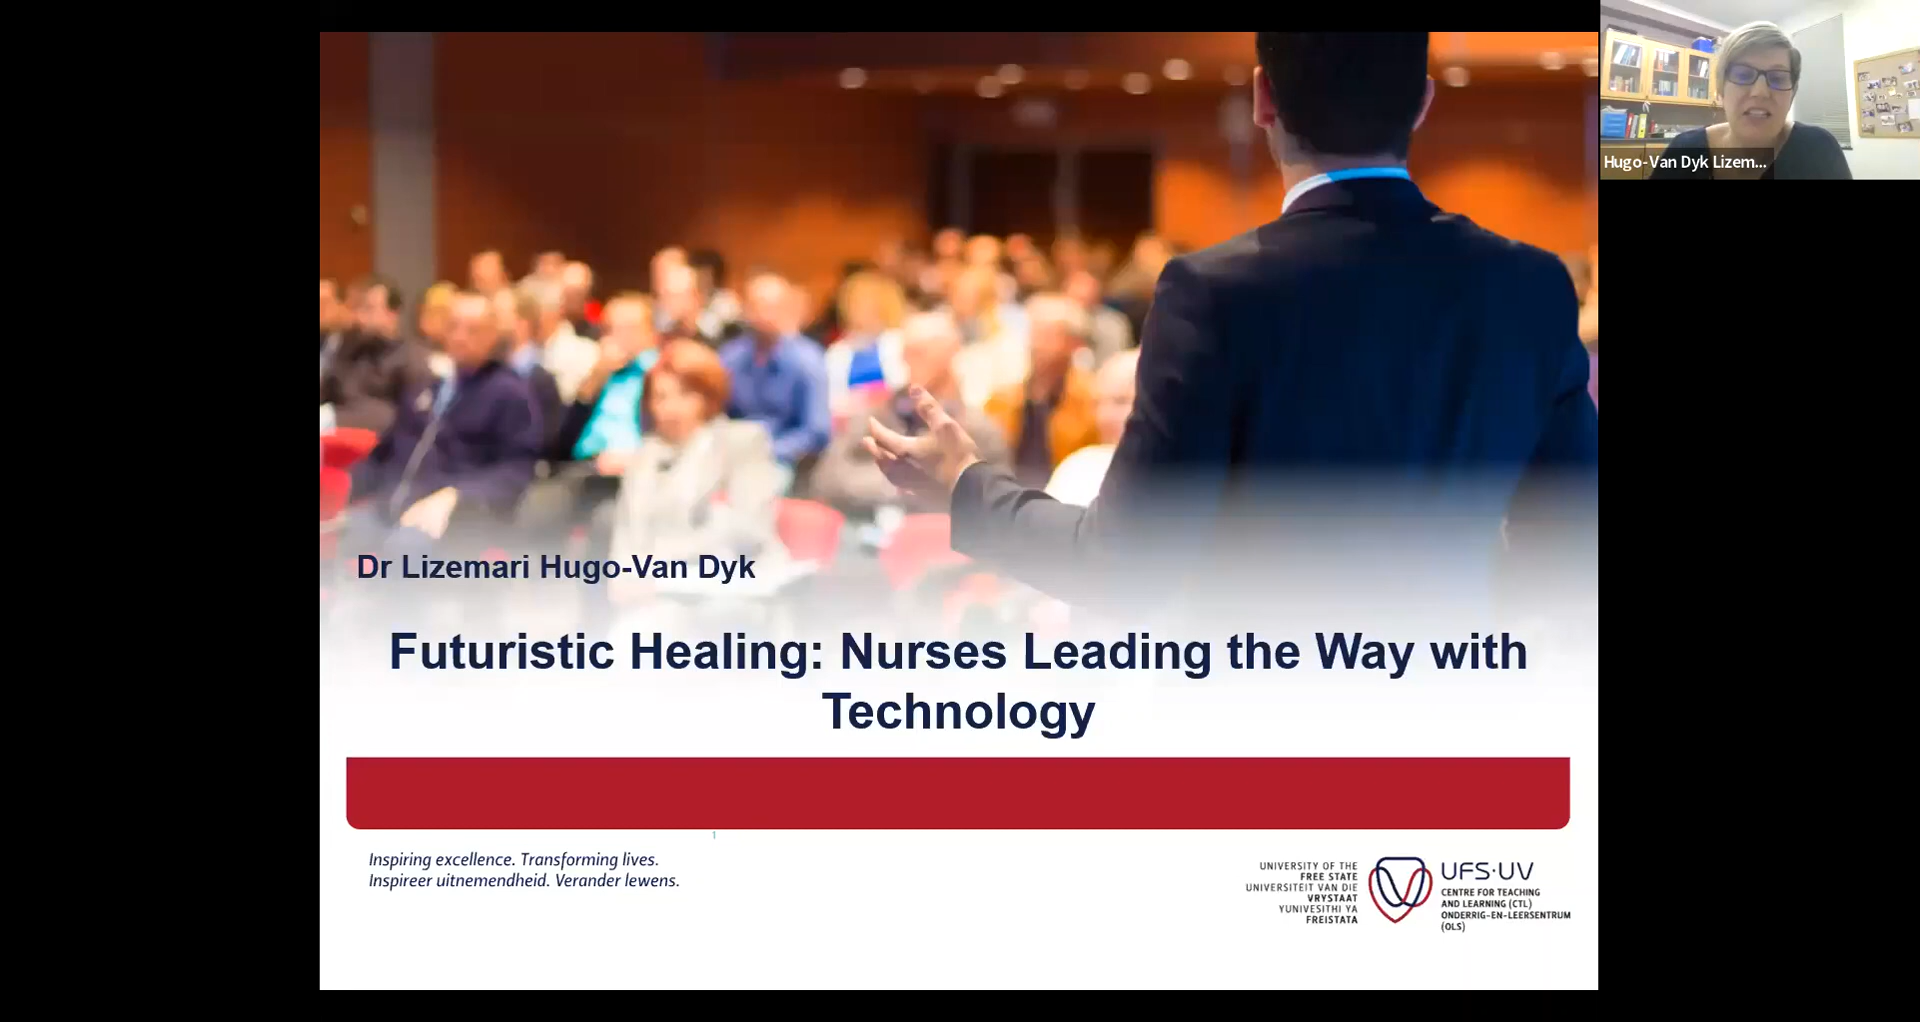 Hugo-Van Dyk Lizem...
Dr Lizemari Hugo-Van Dyk
Futuristic Healing: Nurses Leading the Way with
Technology
1
Inspiring excellence. Transforming lives.
Inspireer uitnemendheid. Verander lewens.
UNIVERSITY OF THE
FREE STATE
UNIVERSITEIT VAN DIE
VRYSTAAT
YUNIVESITHI YA
FREISTATA
UFS·UV
CENTRE FOR TEACHING
AND LEARNING (CTL)
ONDERRIG-EN-LEERSENTRUM
(OLS)